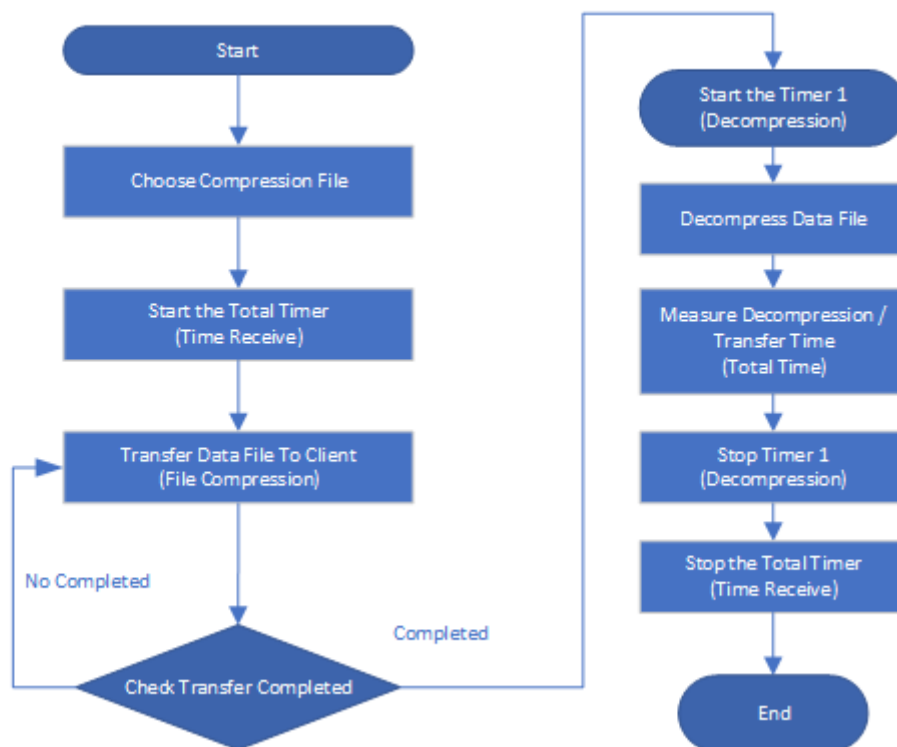 Start
Choose Compression File
Start the Total Timer
(Time Receive)
Transfer Data File To Client
(File Compression)
No Completed
Check Transfer Completed
Completed
Start the Timer 1
(Decompression)
Decompress Data File
Measure Decompression /
Transfer Time
(Total Time)
Stop Timer 1
(Decompression)
Stop the Total Timer
(Time Receive)
End